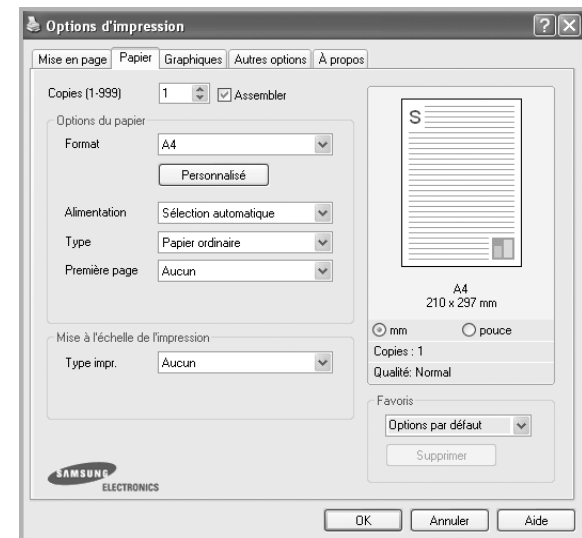 Options d'impression
Mise en page Papier Graphiques Autres options À propos
Copies (1-999) 1 Assembler
Options du papier
Format A4
Personnalisé
Alimentation Sélection automatique
Type Papier ordinaire
Première page Aucun
Mise à l'échelle de l'impression
Type impr. Aucun
SAMSUNG
ELECTRONICS
S
A4
210 x 297 mm
mm pouce
Copies : 1
Qualité: Normal
Favoris
Options par défaut
Supprimer
OK Annuler Aide